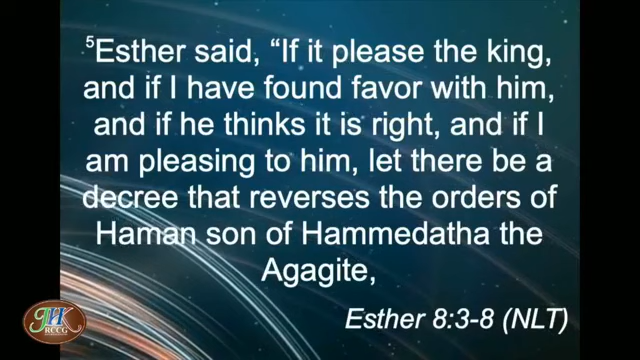 ⁵Esther said, “If it please the king,
and if I have found favor with him,
and if he thinks it is right, and if I
am pleasing to him, let there be a
decree that reverses the orders of
Haman son of Hammedatha the
Agagite,
Esther 8:3-8 (NLT)
JHK
RCCG